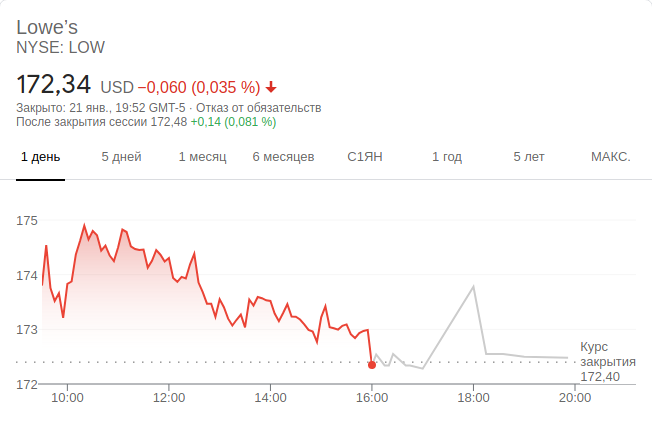 Lowe's
NYSE: LOW
172,34 USD −0,060 (0,035 %)
Закрыто: 21 янв., 19:52 GMT-5 · Отказ от обязательств
После закрытия сессии 172,48 +0,14 (0,081 %)
1 день 5 дней 1 месяц 6 месяцев С1ЯН 1 год 5 лет МАКС.
175
174
173
172
Курс
закрытия
172,40
10:00 12:00 14:00 16:00 18:00 20:00